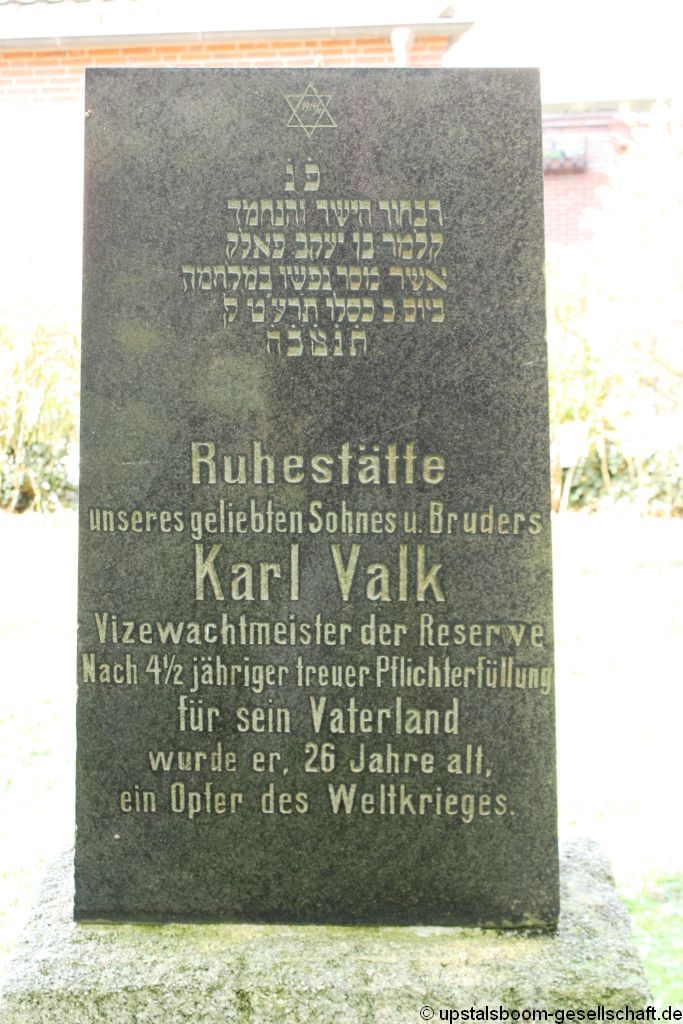 פ נ
הבחור הישר והנחמד
קלמר בן יעקב פאלק
אשר מסר נפשו במלחמה
ביום כ כסלו תרע״ט ק
ת נ צ ב ה
Ruhestätte
unseres geliebten Sohnes u. Bruders
Karl Valk
Vizewachtmeister der Reserve
Nach 4½ jähriger treuer Pflichterfüllung
für sein Vaterland
wurde er, 26 Jahre alt,
ein Opfer des Weltkrieges.
© upstalsboom-gesellschaft.de